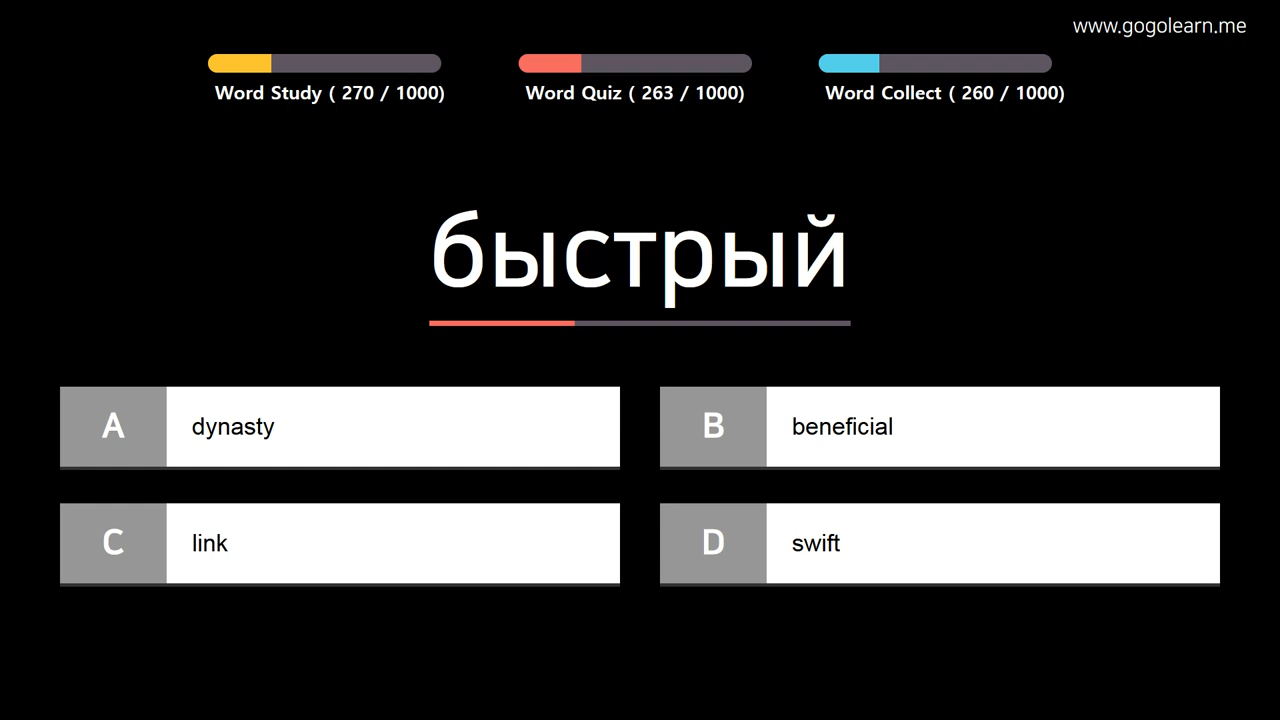 www.gogolearn.me
Word Study ( 270 / 1000)
Word Quiz ( 263 / 1000)
Word Collect ( 260 / 1000)
быстрый
A dynasty
B beneficial
C link
D swift